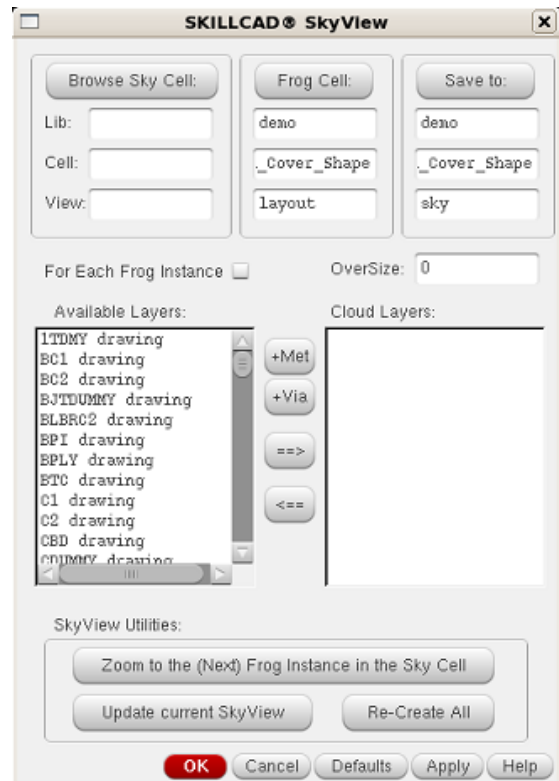 SKILLCAD® SkyView
Browse Sky Cell:
Frog Cell:
Save to:
Lib:
demo
demo
Cell:
._Cover_Shape
._Cover_Shape
View:
layout
sky
For Each Frog Instance
OverSize: 0
Available Layers:
Cloud Layers:
1TDMY drawing
BC1 drawing
BC2 drawing
BJTDUMMY drawing
BLBRC2 drawing
BPI drawing
BPLY drawing
BTC drawing
C1 drawing
C2 drawing
CBD drawing
CDUMMY drawing
+Met
+Via
==>
<==
SkyView Utilities:
Zoom to the (Next) Frog Instance in the Sky Cell
Update current SkyView
Re-Create All
OK
Cancel
Defaults
Apply
Help